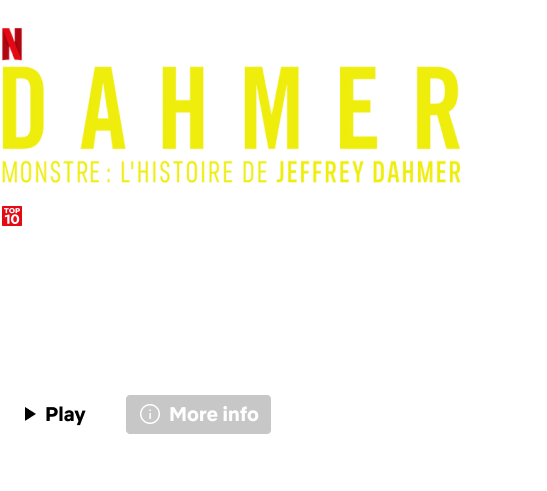 N
DAHMER
MONSTRE : L'HISTOIRE DE JEFFREY DAHMER
TOP
10
Play
More info